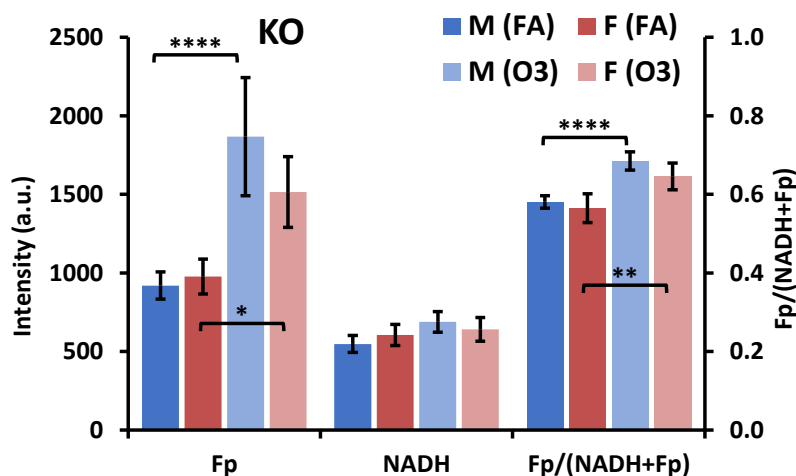 KO
M (FA) F (FA)
M (O3) F (O3)
Intensity (a.u.)
2500
2000
1500
1000
500
0
****
*
****
**
1.0
0.8
0.6
0.4
0.2
0.0
Fp/(NADH+Fp)
Fp NADH Fp/(NADH+Fp)